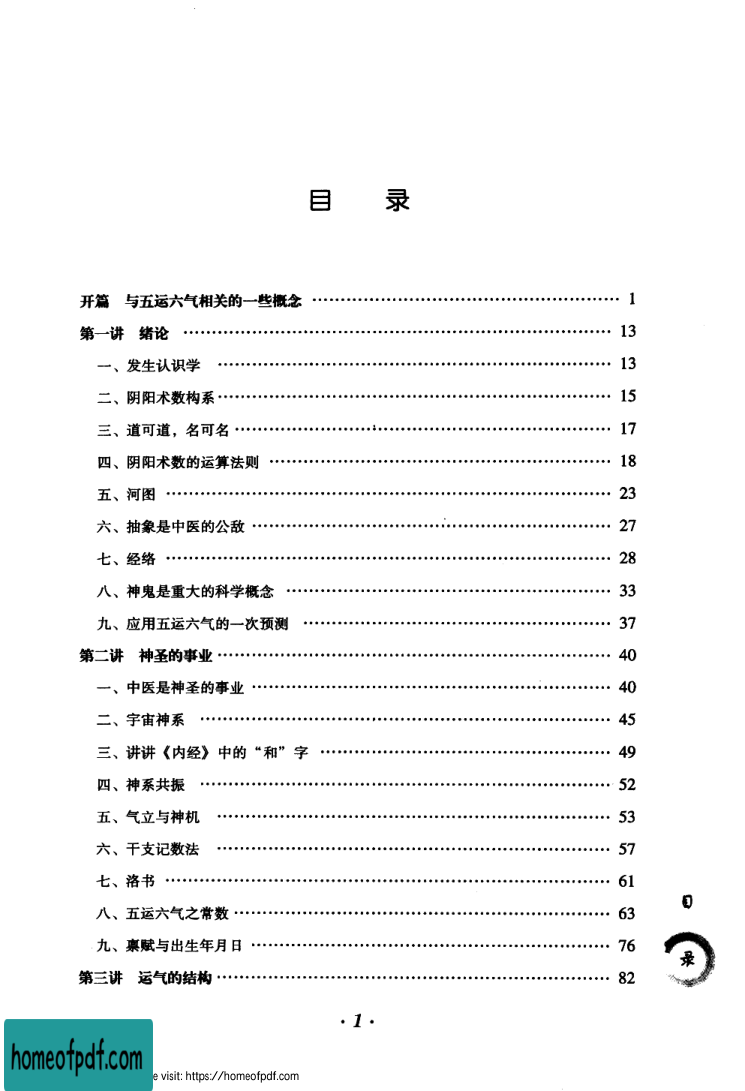 目 录
开篇 与五运六气相关的一些概念 …………………………………………… 1
第一讲 绪论 …………………………………………… 13
一、发生认识学 …………………………………………… 13
二、阴阳术数构系 …………………………………………… 15
三、道可道，名可名 …………………………………………… 17
四、阴阳术数的运算法则 …………………………………………… 18
五、河图 …………………………………………… 23
六、抽象是中医的公敌 …………………………………………… 27
七、经络 …………………………………………… 28
八、神鬼是重大的科学概念 …………………………………………… 33
九、应用五运六气的一次预测 …………………………………………… 37
第二讲 神圣的事业 …………………………………………… 40
一、中医是神圣的事业 …………………………………………… 40
二、宇宙神系 …………………………………………… 45
三、讲讲《内经》中的“和”字 …………………………………………… 49
四、神系共振 …………………………………………… 52
五、气立与神机 …………………………………………… 53
六、干支记数法 …………………………………………… 57
七、洛书 …………………………………………… 61
八、五运六气之常数 …………………………………………… 63
九、禀赋与出生年月日 …………………………………………… 76
第三讲 运气的结构 …………………………………………… 82
目
录
· 1 ·
homeofpdf.com
e visit: https://homeofpdf.com